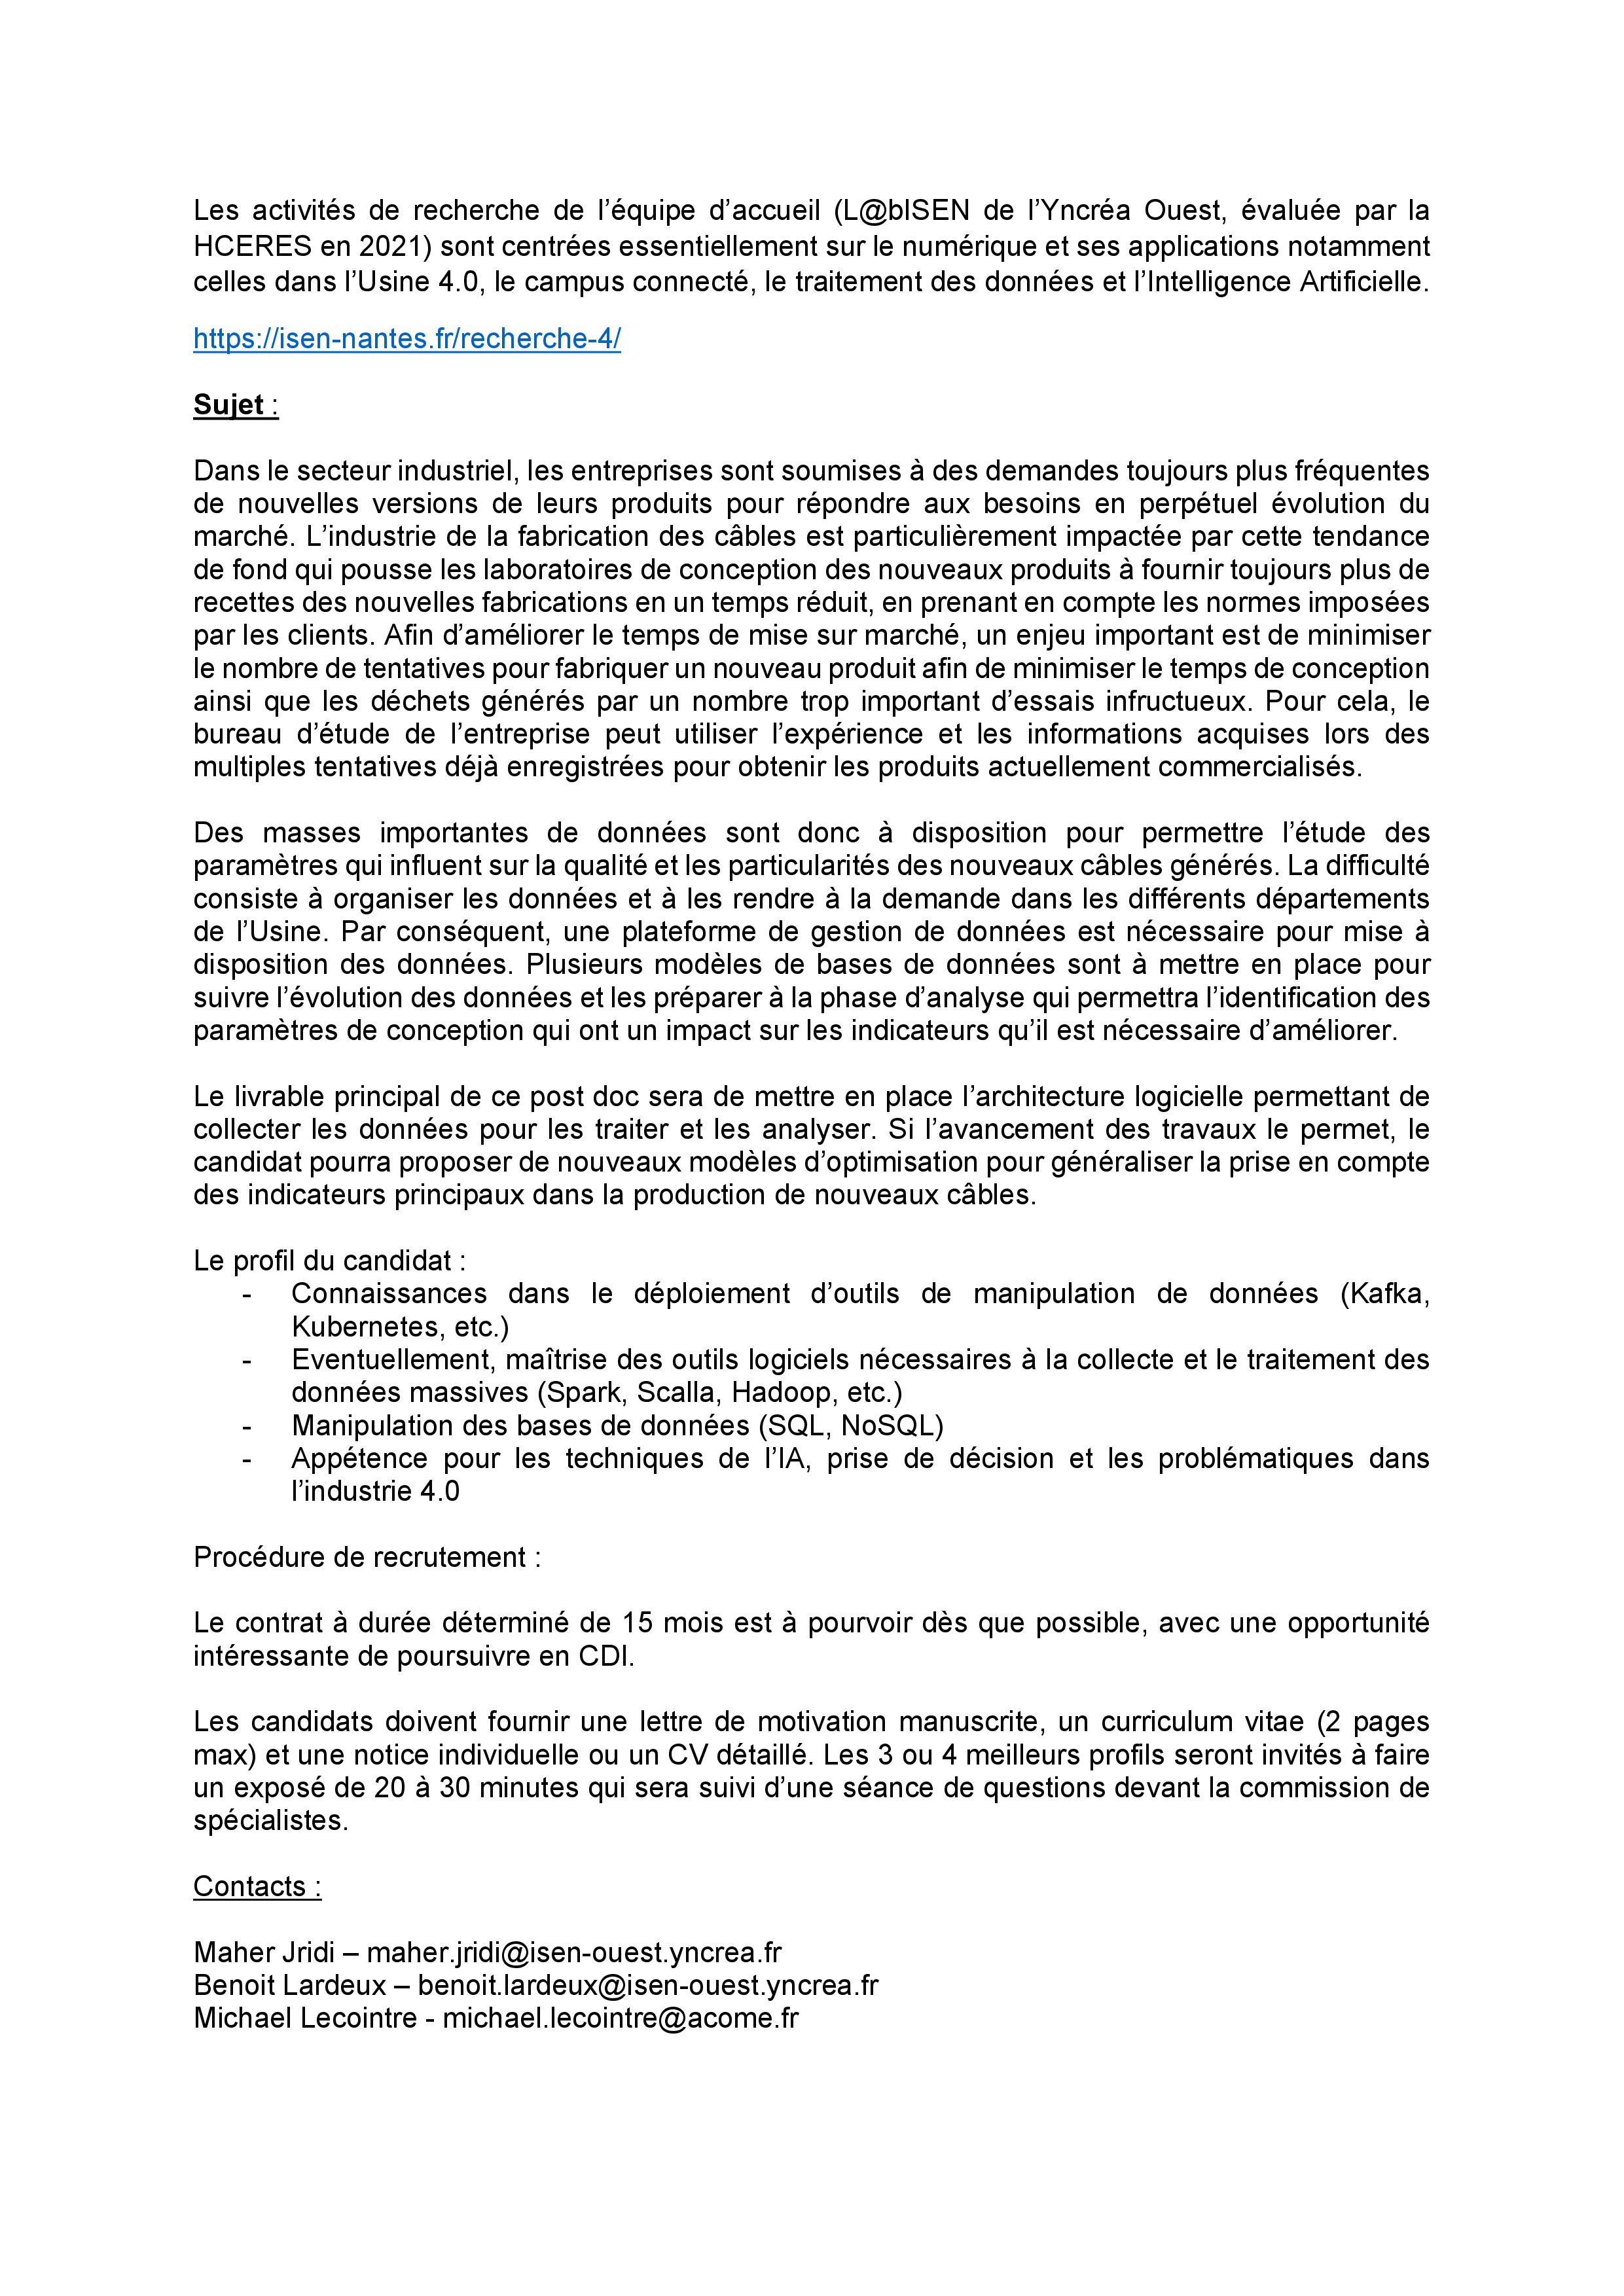 Les activités de recherche de l’équipe d’accueil (L@bISEN de l’Yncréa Ouest, évaluée par la
HCERES en 2021) sont centrées essentiellement sur le numérique et ses applications notamment
celles dans l’Usine 4.0, le campus connecté, le traitement des données et l’Intelligence Artificielle.
https://isen-nantes.fr/recherche-4/
Sujet :
Dans le secteur industriel, les entreprises sont soumises à des demandes toujours plus fréquentes
de nouvelles versions de leurs produits pour répondre aux besoins en perpétuel évolution du
marché. L’industrie de la fabrication des câbles est particulièrement impactée par cette tendance
de fond qui pousse les laboratoires de conception des nouveaux produits à fournir toujours plus de
recettes des nouvelles fabrications en un temps réduit, en prenant en compte les normes imposées
par les clients. Afin d’améliorer le temps de mise sur marché, un enjeu important est de minimiser
le nombre de tentatives pour fabriquer un nouveau produit afin de minimiser le temps de conception
ainsi que les déchets générés par un nombre trop important d’essais infructueux. Pour cela, le
bureau d’étude de l’entreprise peut utiliser l’expérience et les informations acquises lors des
multiples tentatives déjà enregistrées pour obtenir les produits actuellement commercialisés.
Des masses importantes de données sont donc à disposition pour permettre l’étude des
paramètres qui influent sur la qualité et les particularités des nouveaux câbles générés. La difficulté
consiste à organiser les données et à les rendre à la demande dans les différents départements
de l’Usine. Par conséquent, une plateforme de gestion de données est nécessaire pour mise à
disposition des données. Plusieurs modèles de bases de données sont à mettre en place pour
suivre l’évolution des données et les préparer à la phase d’analyse qui permettra l’identification des
paramètres de conception qui ont un impact sur les indicateurs qu’il est nécessaire d’améliorer.
Le livrable principal de ce post doc sera de mettre en place l’architecture logicielle permettant de
collecter les données pour les traiter et les analyser. Si l’avancement des travaux le permet, le
candidat pourra proposer de nouveaux modèles d’optimisation pour généraliser la prise en compte
des indicateurs principaux dans la production de nouveaux câbles.
Le profil du candidat :
- Connaissances dans le déploiement d’outils de manipulation de données (Kafka,
Kubernetes, etc.)
- Eventuellement, maîtrise des outils logiciels nécessaires à la collecte et le traitement des
données massives (Spark, Scalla, Hadoop, etc.)
- Manipulation des bases de données (SQL, NoSQL)
- Appétence pour les techniques de l’IA, prise de décision et les problématiques dans
l’industrie 4.0
Procédure de recrutement :
Le contrat à durée déterminé de 15 mois est à pourvoir dès que possible, avec une opportunité
intéressante de poursuivre en CDI.
Les candidats doivent fournir une lettre de motivation manuscrite, un curriculum vitae (2 pages
max) et une notice individuelle ou un CV détaillé. Les 3 ou 4 meilleurs profils seront invités à faire
un exposé de 20 à 30 minutes qui sera suivi d’une séance de questions devant la commission de
spécialistes.
Contacts :
Maher Jridi – maher.jridi@isen-ouest.yncrea.fr
Benoit Lardeux – benoit.lardeux@isen-ouest.yncrea.fr
Michael Lecointre - michael.lecointre@acome.fr